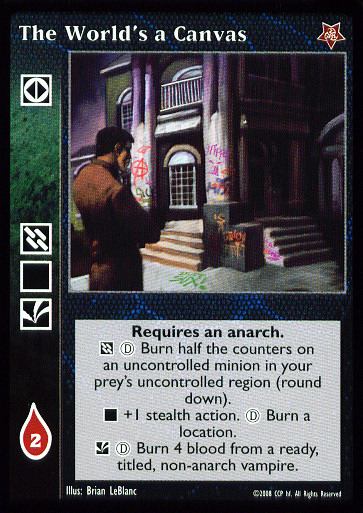 The World's a Canvas
2
Requires an anarch.
Ⓓ Burn half the counters on
an uncontrolled minion in your
prey's uncontrolled region (round
down).
+1 stealth action. Ⓓ Burn a
location.
Ⓓ Burn 4 blood from a ready,
titled, non-anarch vampire.
Illus: Brian LeBlanc
©2008 CCP hf. All Rights Reserved